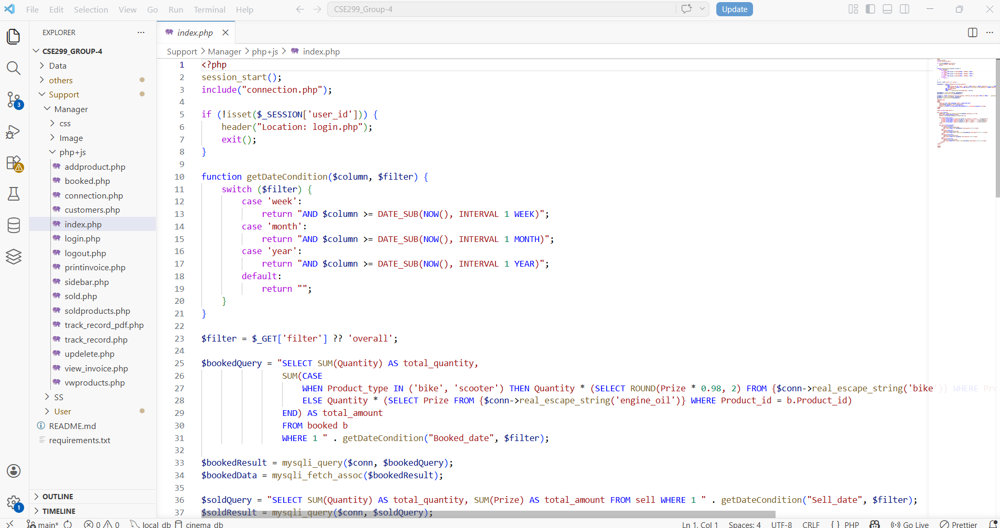 File Edit Selection View Go Run Terminal Help
CSE299_Group-4
Update
EXPLORER
CSE299_GROUP-4
Data
others
Support
Manager
css
Image
php+js
addproduct.php
booked.php
connection.php
customers.php
index.php
login.php
logout.php
printinvoice.php
sidebar.php
sold.php
soldproducts.php
track_record_pdf.php
track_record.php
updelete.php
view_invoice.php
vwproducts.php
SS
User
README.md
requirements.txt
OUTLINE
TIMELINE
3
1
index.php
Support > Manager > php+js > index.php
1 <?php
2 session_start();
3 include("connection.php");
4
5 if (!isset($_SESSION['user_id'])) {
6 header("Location: login.php");
7 exit();
8 }
9
10 function getDateCondition($column, $filter) {
11 switch ($filter) {
12 case 'week':
13 return "AND $column >= DATE_SUB(NOW(), INTERVAL 1 WEEK)";
14 case 'month':
15 return "AND $column >= DATE_SUB(NOW(), INTERVAL 1 MONTH)";
16 case 'year':
17 return "AND $column >= DATE_SUB(NOW(), INTERVAL 1 YEAR)";
18 default:
19 return "";
20 }
21 }
22
23 $filter = $_GET['filter'] ?? 'overall';
24
25 $bookedQuery = "SELECT SUM(Quantity) AS total_quantity,
26 SUM(CASE
27 WHEN Product_type IN ('bike', 'scooter') THEN Quantity * (SELECT ROUND(Prize * 0.98, 2) FROM {$conn->real_escape_string('bike')} WHERE
28 ELSE Quantity * (SELECT Prize FROM {$conn->real_escape_string('engine_oil')} WHERE Product_id = b.Product_id)
29 END) AS total_amount
30 FROM booked b
31 WHERE 1 " . getDateCondition("Booked_date", $filter);
32
33 $bookedResult = mysqli_query($conn, $bookedQuery);
34 $bookedData = mysqli_fetch_assoc($bookedResult);
35
36 $soldQuery = "SELECT SUM(Quantity) AS total_quantity, SUM(Prize) AS total_amount FROM sell WHERE 1 " . getDateCondition("Sell_date", $filter);
37 $soldResult = mysqli_query($conn, $soldQuery);
main* 0 0 local_db cinema_db Ln 1, Col 1 Spaces: 4 UTF-8 CRLF { } PHP Go Live Prettier